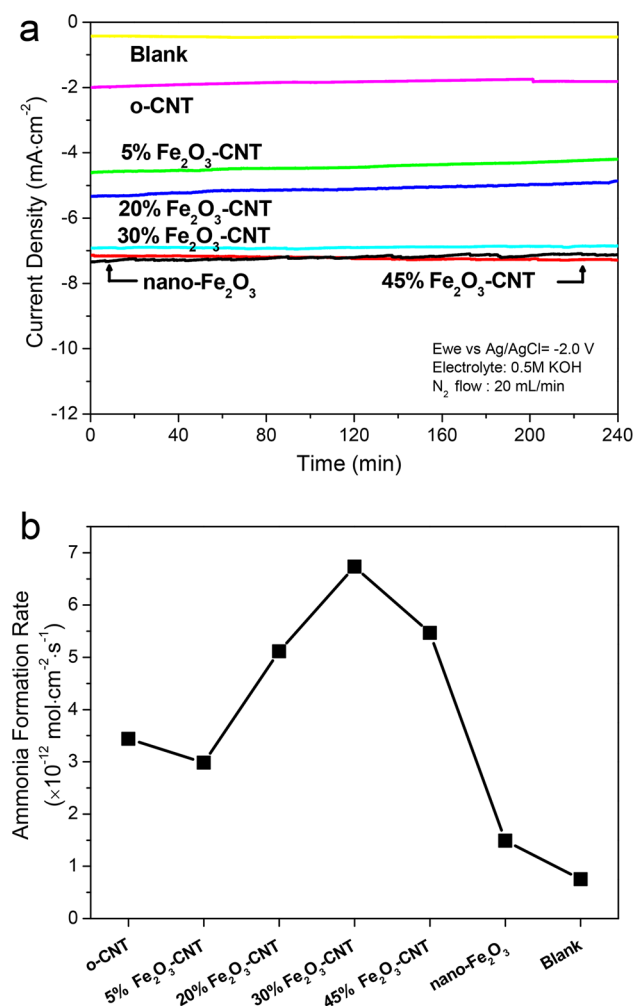 a
0
-2
-4
-6
-8
-10
-12
Current Density (mA·cm⁻²)
Blank
o-CNT
5% Fe₂O₃-CNT
20% Fe₂O₃-CNT
30% Fe₂O₃-CNT
nano-Fe₂O₃
45% Fe₂O₃-CNT
Ewe vs Ag/AgCl= -2.0 V
Electrolyte: 0.5M KOH
N₂ flow : 20 mL/min
0 40 80 120 160 200 240
Time (min)
b
7
6
5
4
3
2
1
0
Ammonia Formation Rate
(×10⁻¹² mol·cm⁻²·s⁻¹)
o-CNT
5% Fe₂O₃-CNT
20% Fe₂O₃-CNT
30% Fe₂O₃-CNT
45% Fe₂O₃-CNT
nano-Fe₂O₃
Blank